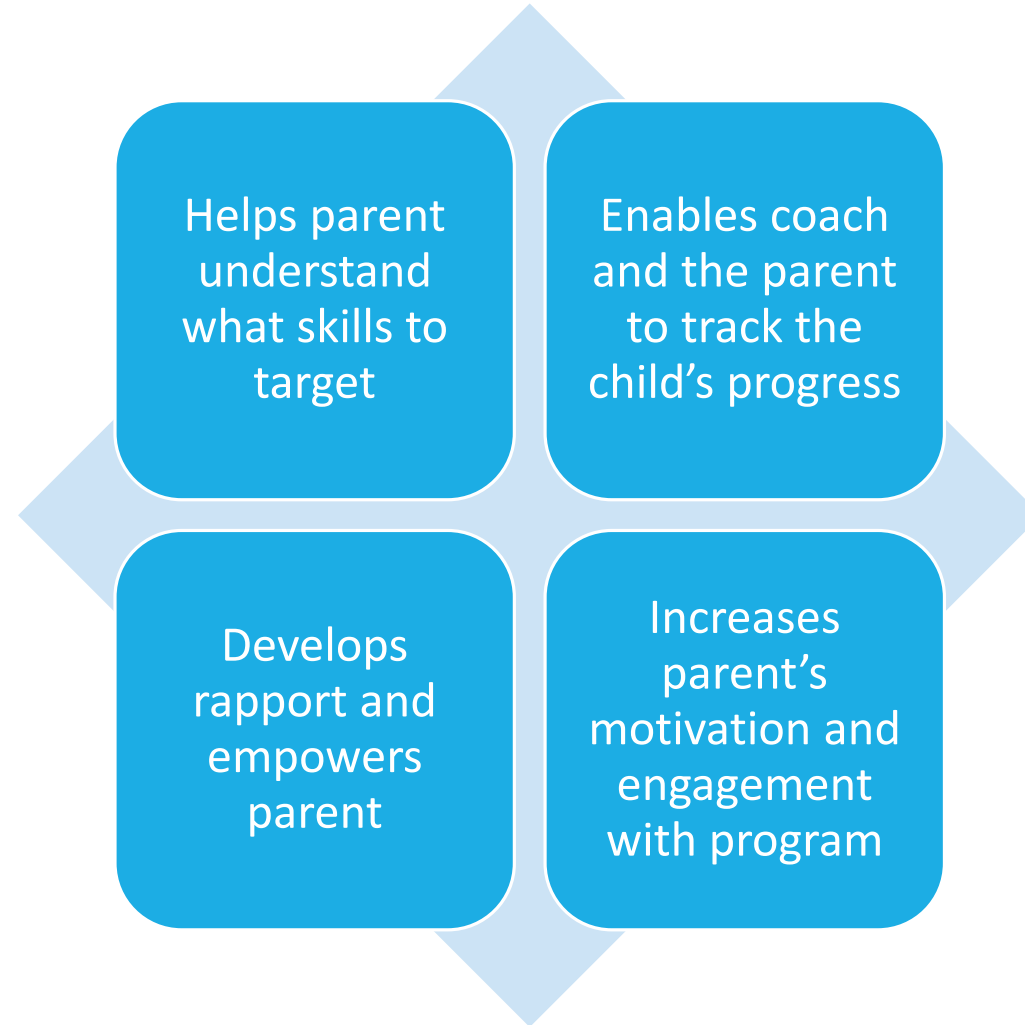 Helps parent
understand
what skills to
target
Enables coach
and the parent
to track the
child’s progress
Develops
rapport and
empowers
parent
Increases
parent’s
motivation and
engagement
with program